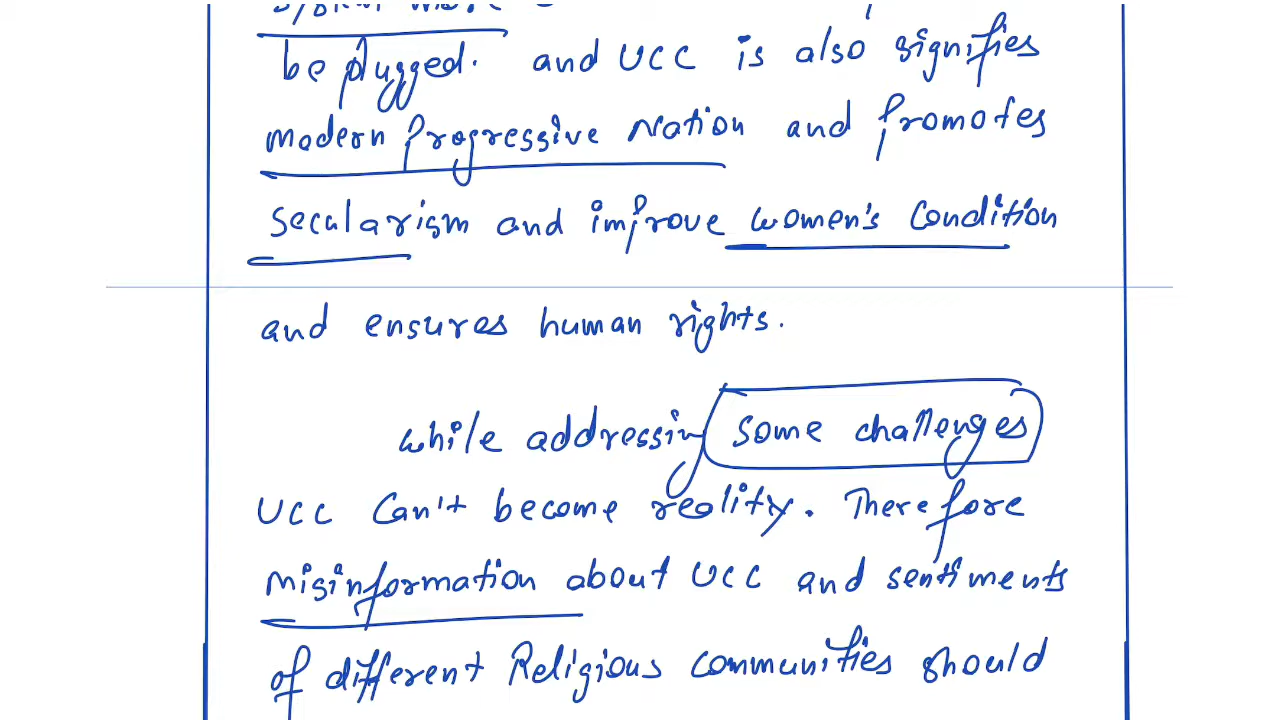 be plugged. and UCC is also signifies
modern progressive Nation and promotes
secularism and improve women's condition
and ensures human rights.
while addressing some challenges
UCC can't become reality. Therefore
misinformation about UCC and sentiments
of different Religious communities should